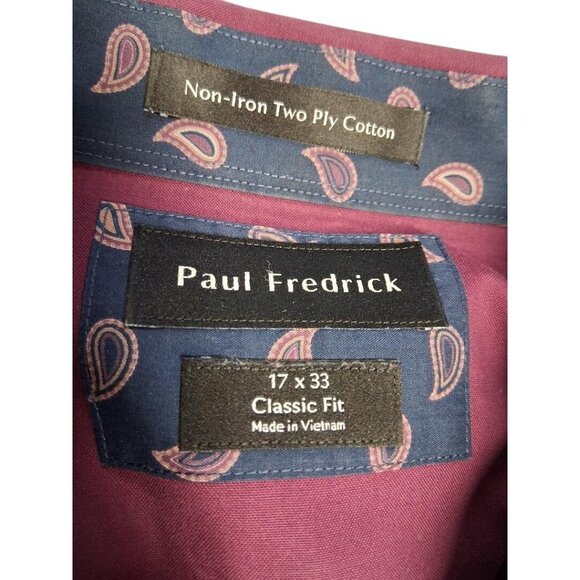 Non-Iron Two Ply Cotton
Paul Fredrick
17 x 33
Classic Fit
Made in Vietnam